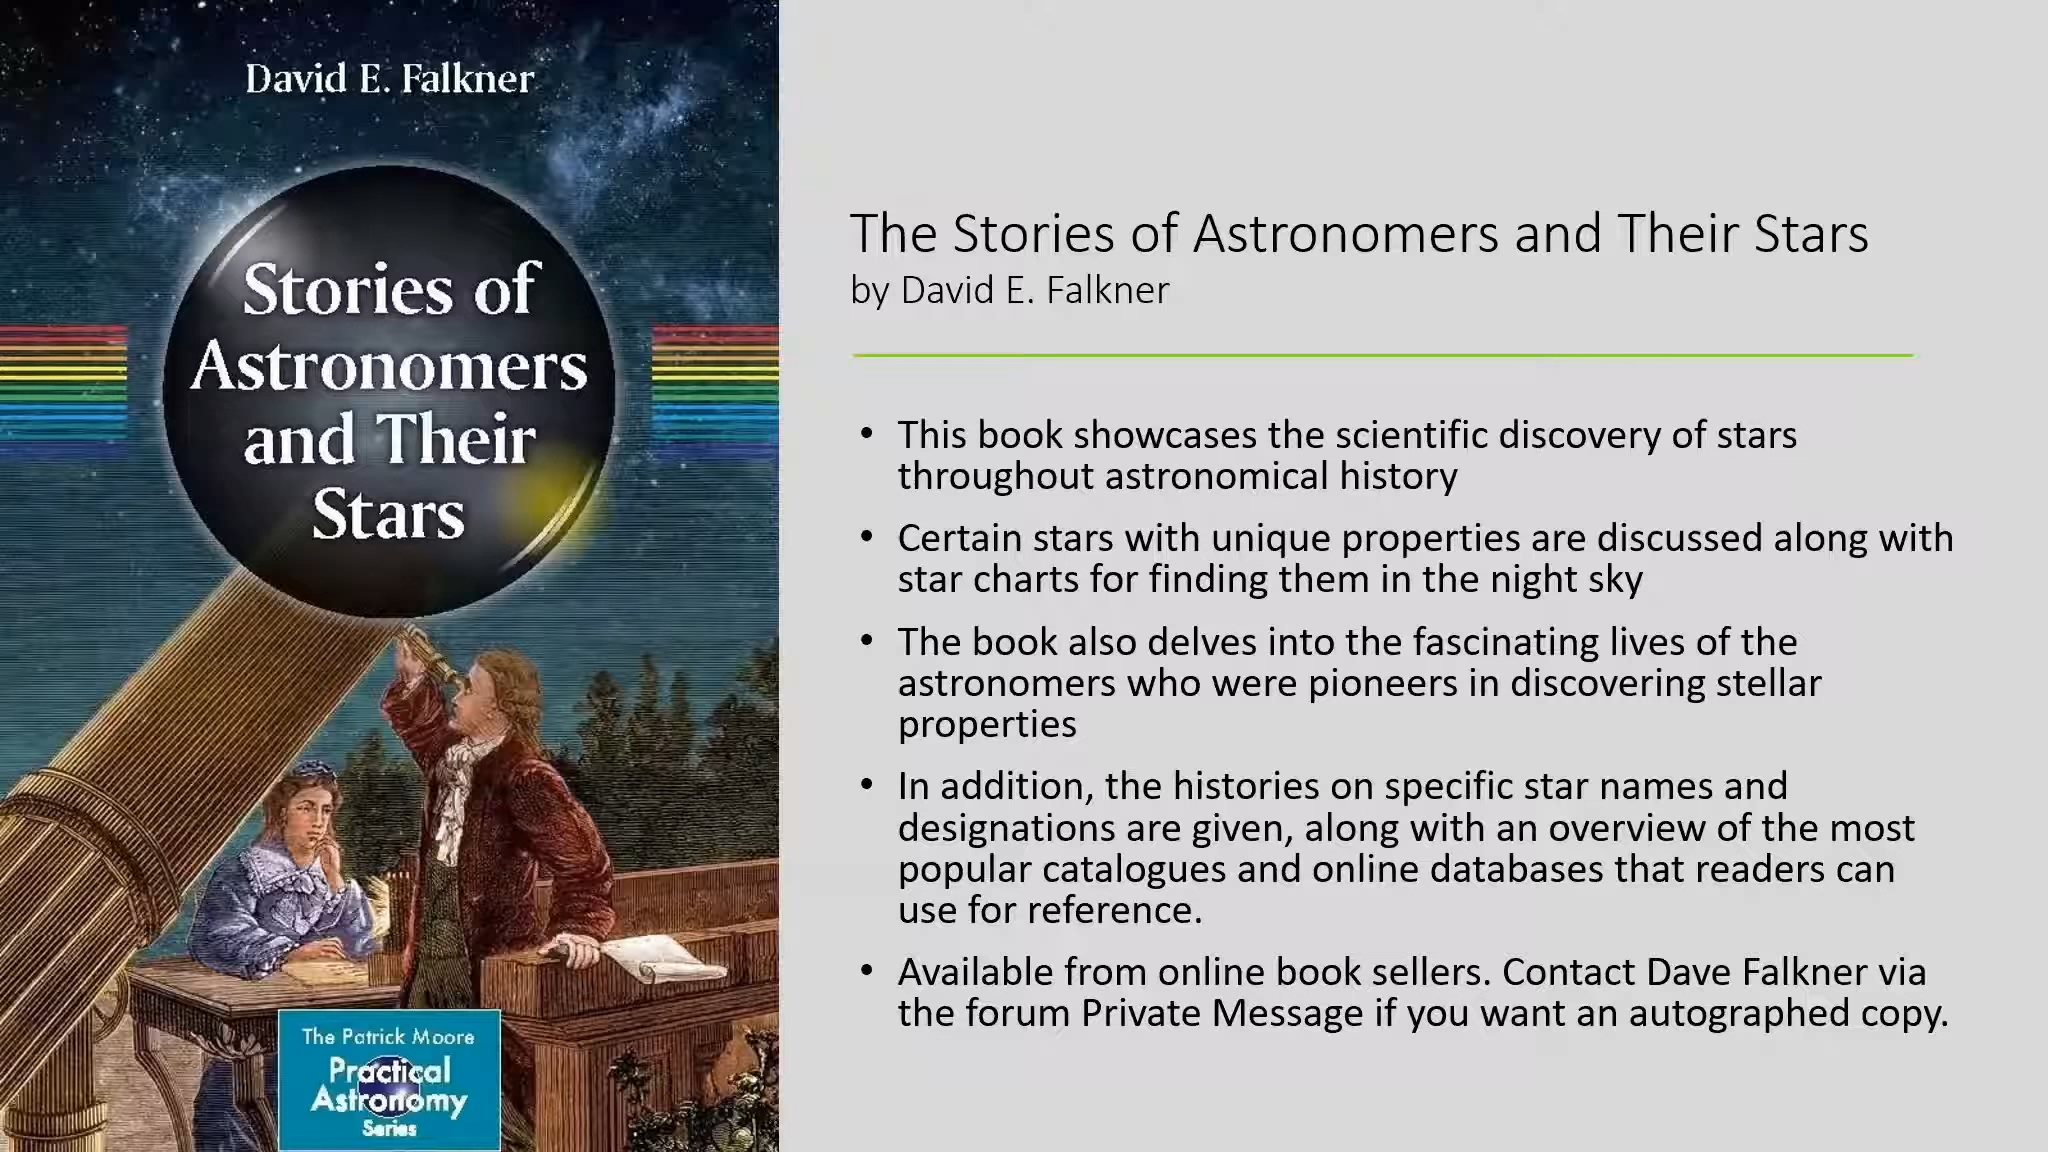 David E. Falkner
Stories of
Astronomers
and Their
Stars
The Patrick Moore
Practical
Astronomy
Series
The Stories of Astronomers and Their Stars
by David E. Falkner
• This book showcases the scientific discovery of stars
throughout astronomical history
• Certain stars with unique properties are discussed along with
star charts for finding them in the night sky
• The book also delves into the fascinating lives of the
astronomers who were pioneers in discovering stellar
properties
• In addition, the histories on specific star names and
designations are given, along with an overview of the most
popular catalogues and online databases that readers can
use for reference.
• Available from online book sellers. Contact Dave Falkner via
the forum Private Message if you want an autographed copy.